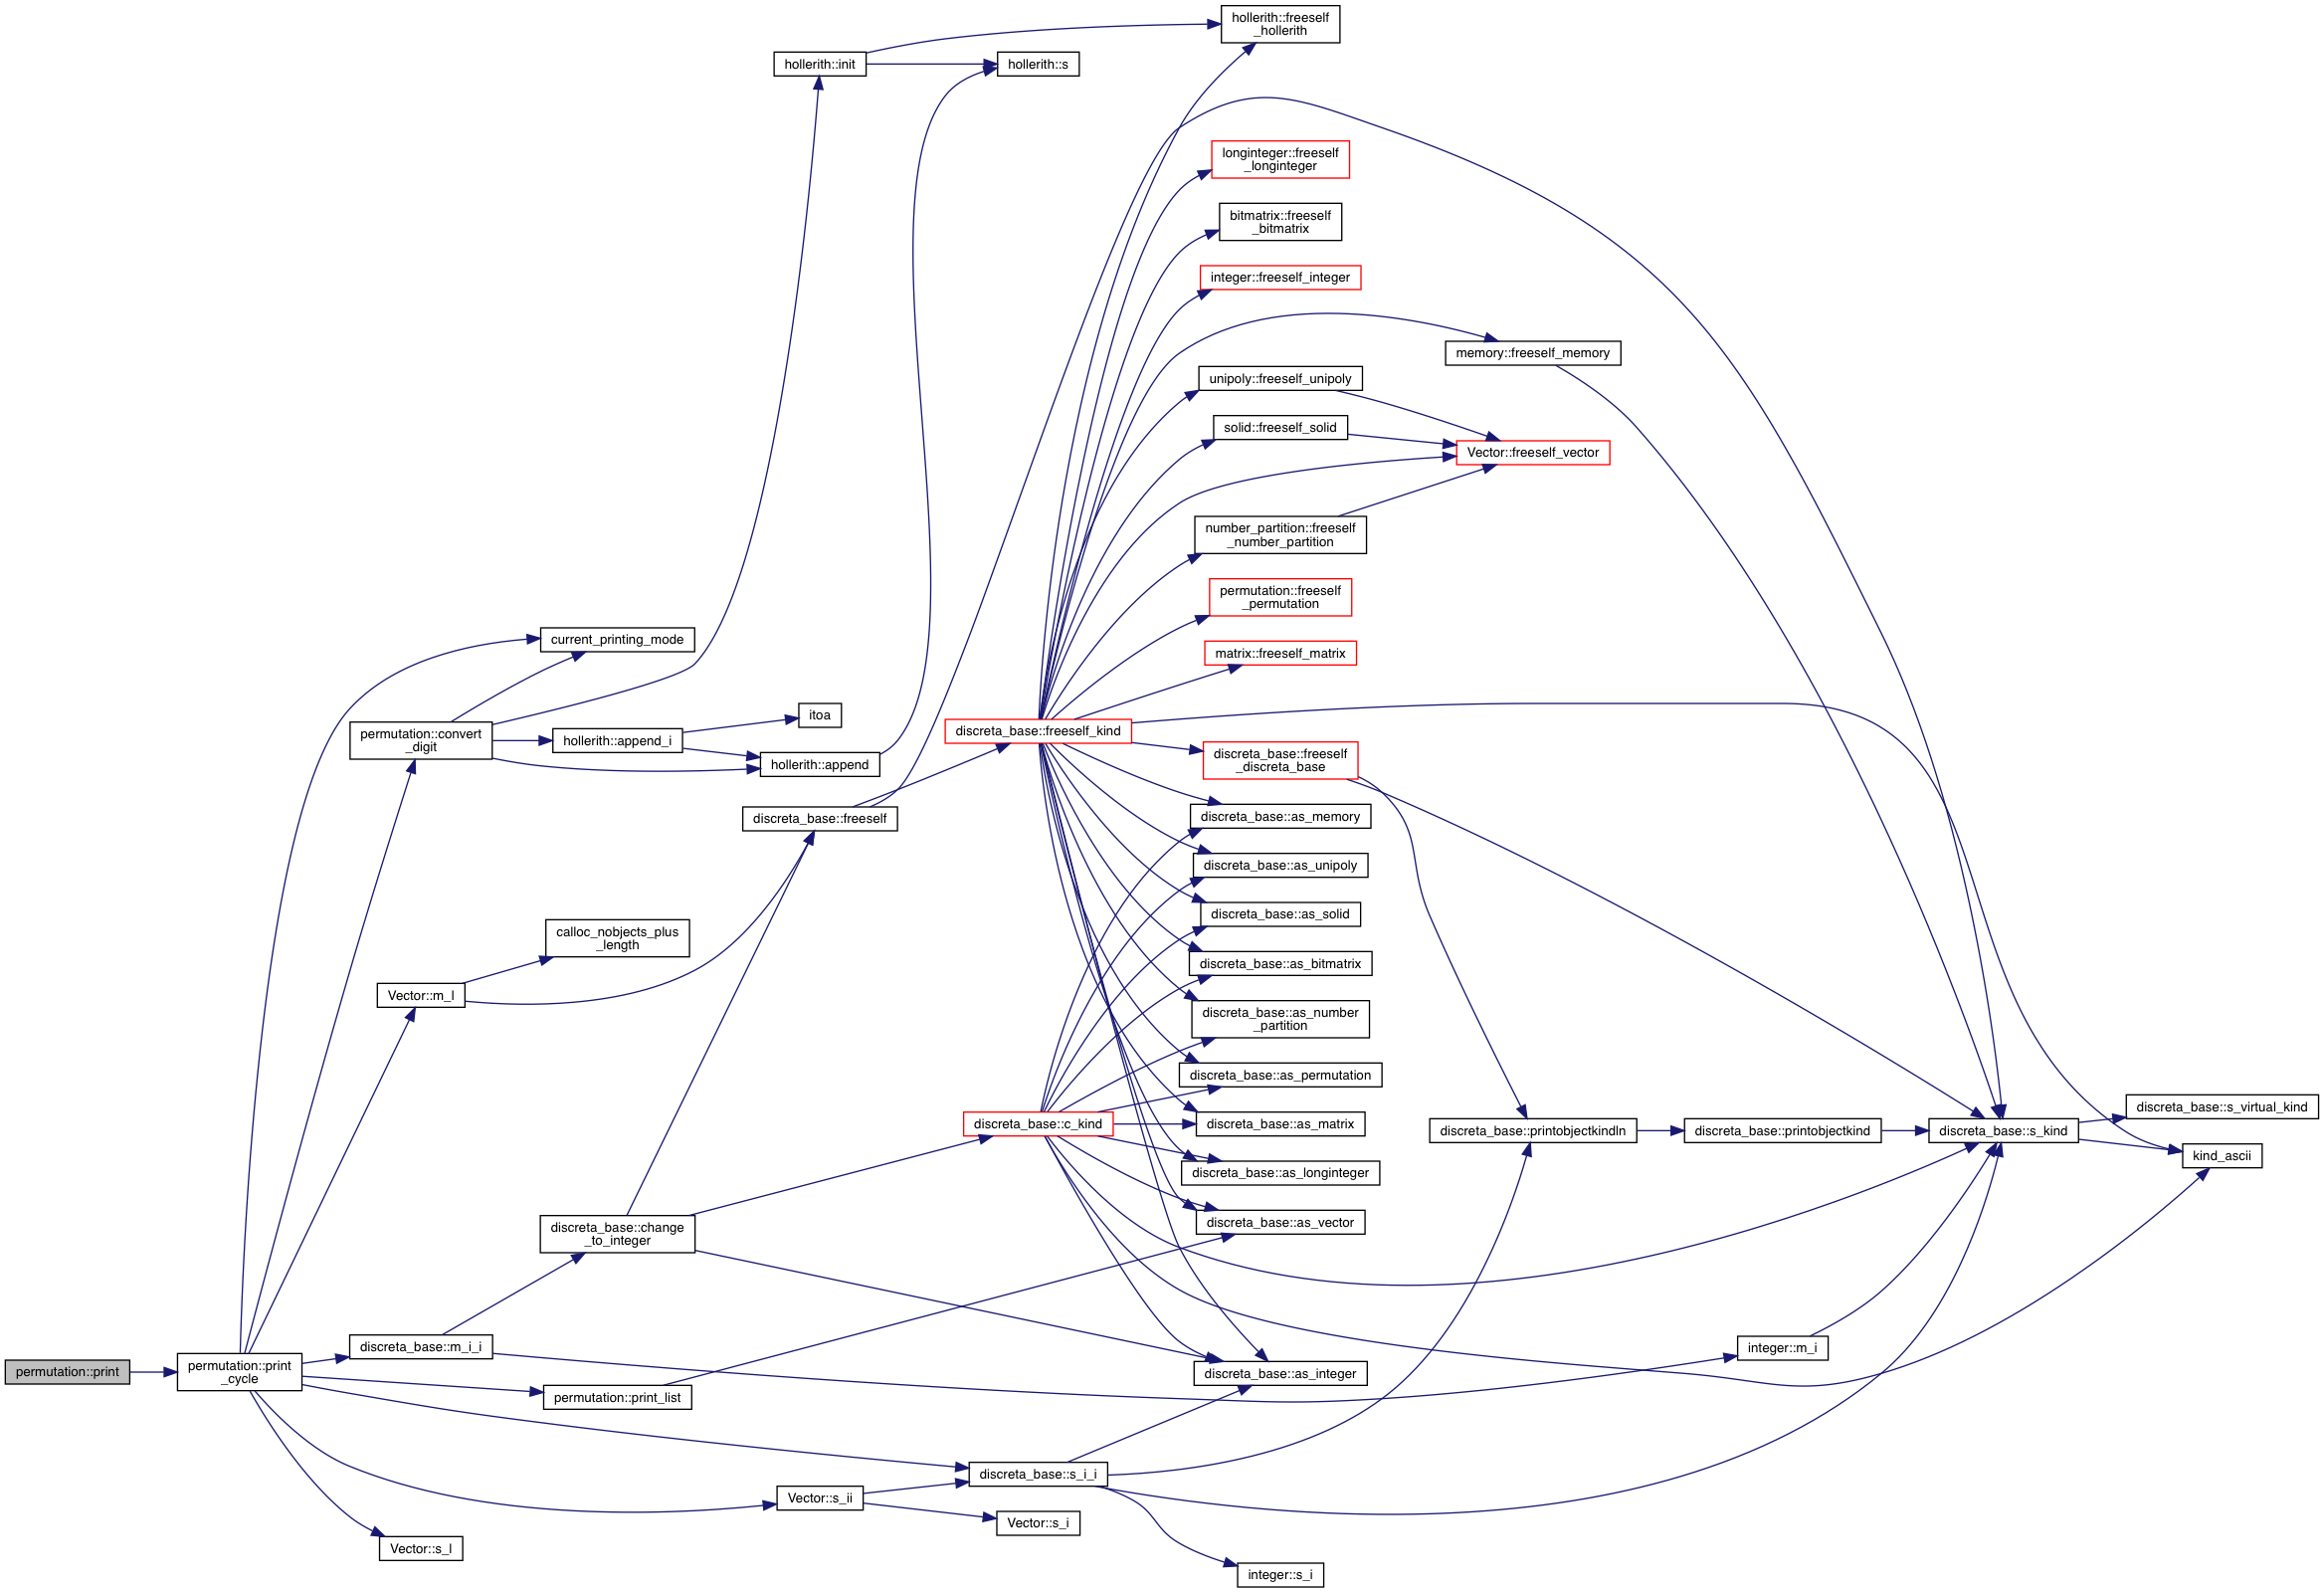 hollerith::freeself
_hollerith
hollerith::init
hollerith::s
longinteger::freeself
_longinteger
bitmatrix::freeself
_bitmatrix
integer::freeself_integer
memory::freeself_memory
unipoly::freeself_unipoly
solid::freeself_solid
Vector::freeself_vector
number_partition::freeself
_number_partition
permutation::freeself
_permutation
current_printing_mode
matrix::freeself_matrix
itoa
permutation::convert
_digit
hollerith::append_i
discreta_base::freeself_kind
hollerith::append
discreta_base::freeself
_discreta_base
discreta_base::freeself
discreta_base::as_memory
discreta_base::as_unipoly
discreta_base::as_solid
calloc_nobjects_plus
_length
discreta_base::as_bitmatrix
Vector::m_l
discreta_base::as_number
_partition
discreta_base::as_permutation
discreta_base::s_virtual_kind
discreta_base::c_kind
discreta_base::as_matrix
discreta_base::printobjectkindln
discreta_base::printobjectkind
discreta_base::s_kind
kind_ascii
discreta_base::as_longinteger
discreta_base::as_vector
discreta_base::change
_to_integer
discreta_base::m_i_i
integer::m_i
permutation::print
permutation::print
_cycle
discreta_base::as_integer
permutation::print_list
discreta_base::s_i_i
Vector::s_ii
Vector::s_i
Vector::s_l
integer::s_i